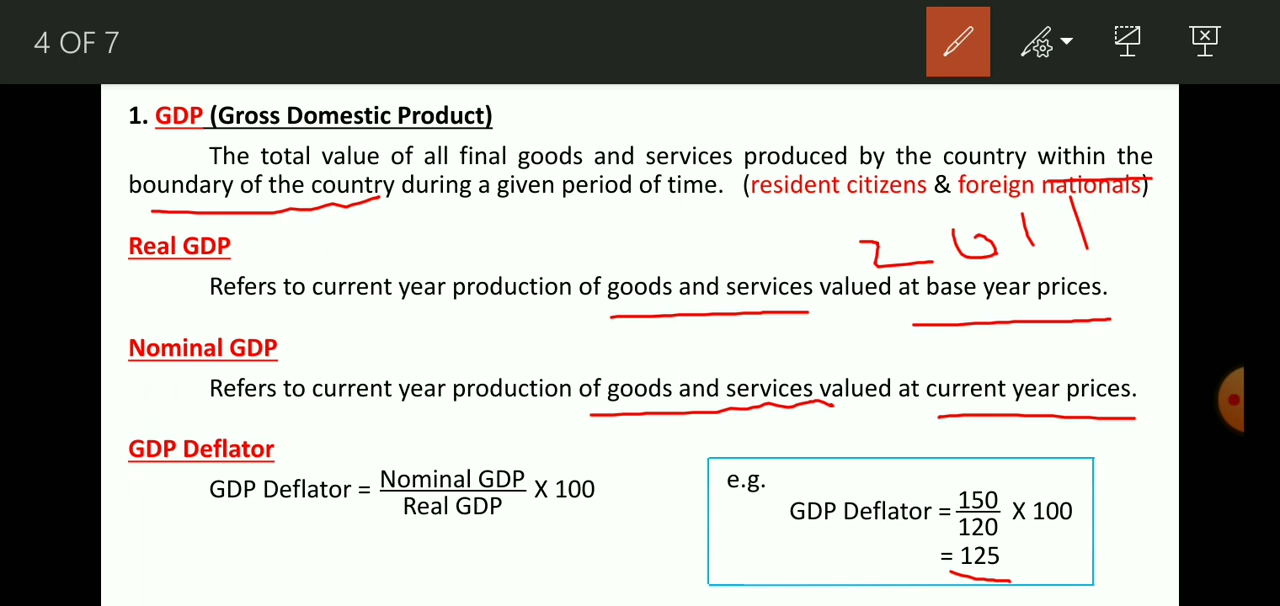 4 OF 7
1. GDP (Gross Domestic Product)
The total value of all final goods and services produced by the country within the
boundary of the country during a given period of time. (resident citizens & foreign nationals)
2011
Real GDP
Refers to current year production of goods and services valued at base year prices.
Nominal GDP
Refers to current year production of goods and services valued at current year prices.
GDP Deflator
GDP Deflator = Nominal GDP / Real GDP X 100
e.g.
GDP Deflator = 150 / 120 X 100
= 125